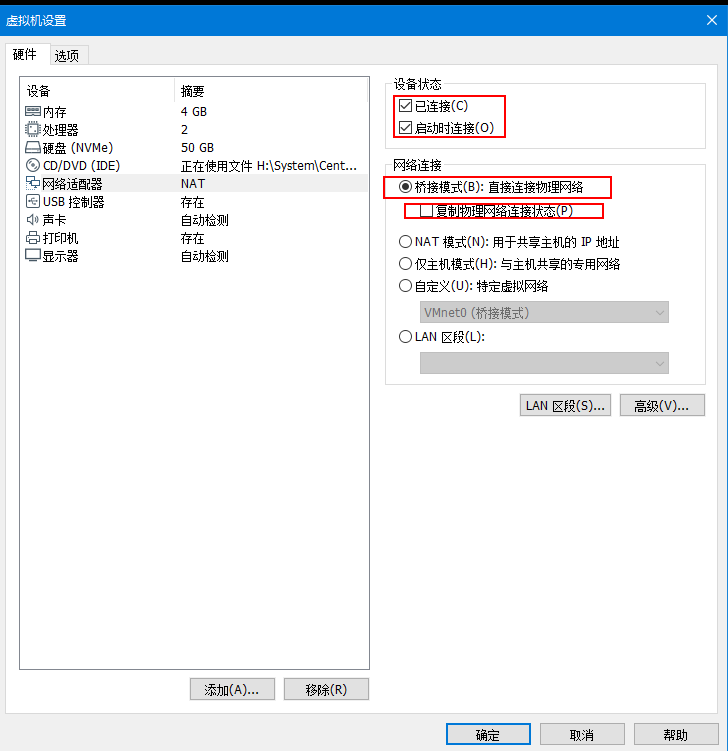 虚拟机设置
硬件 选项
设备 摘要
内存 4 GB
处理器 2
硬盘 (NVMe) 50 GB
CD/DVD (IDE) 正在使用文件 H:\System\Cent...
网络适配器 NAT
USB 控制器 存在
声卡 自动检测
打印机 存在
显示器 自动检测
添加(A)... 移除(R)
设备状态
已连接(C)
启动时连接(O)
网络连接
桥接模式(B): 直接连接物理网络
复制物理网络连接状态(P)
NAT 模式(N): 用于共享主机的 IP 地址
仅主机模式(H): 与主机共享的专用网络
自定义(U): 特定虚拟网络
VMnet0 (桥接模式)
LAN 区段(L):
LAN 区段(S)... 高级(V)...
确定 取消 帮助